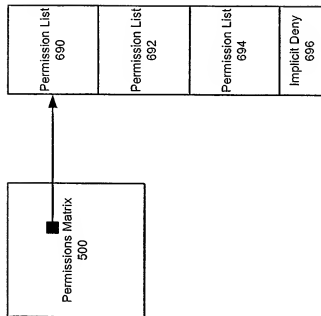 Permissions Matrix
500
Permission List
690
Permission List
692
Permission List
694
Implicit Deny
696